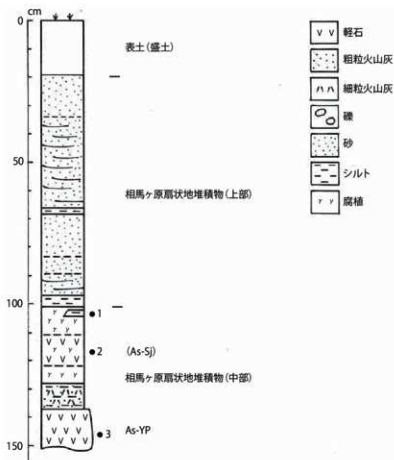 cm
0
表土(盛土)
50
相馬ヶ原扇状地堆積物(上部)
100
1
2
(As-Sj)
相馬ヶ原扇状地堆積物(中部)
3
As-YP
150
軽石
粗粒火山灰
細粒火山灰
礫
砂
シルト
腐植